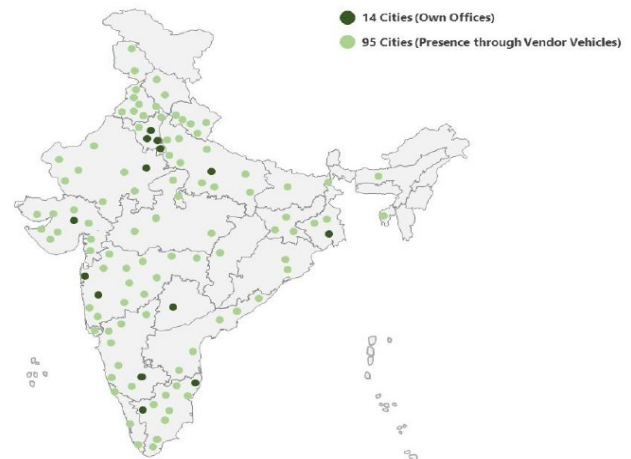 14 Cities (Own Offices)
95 Cities (Presence through Vendor Vehicles)